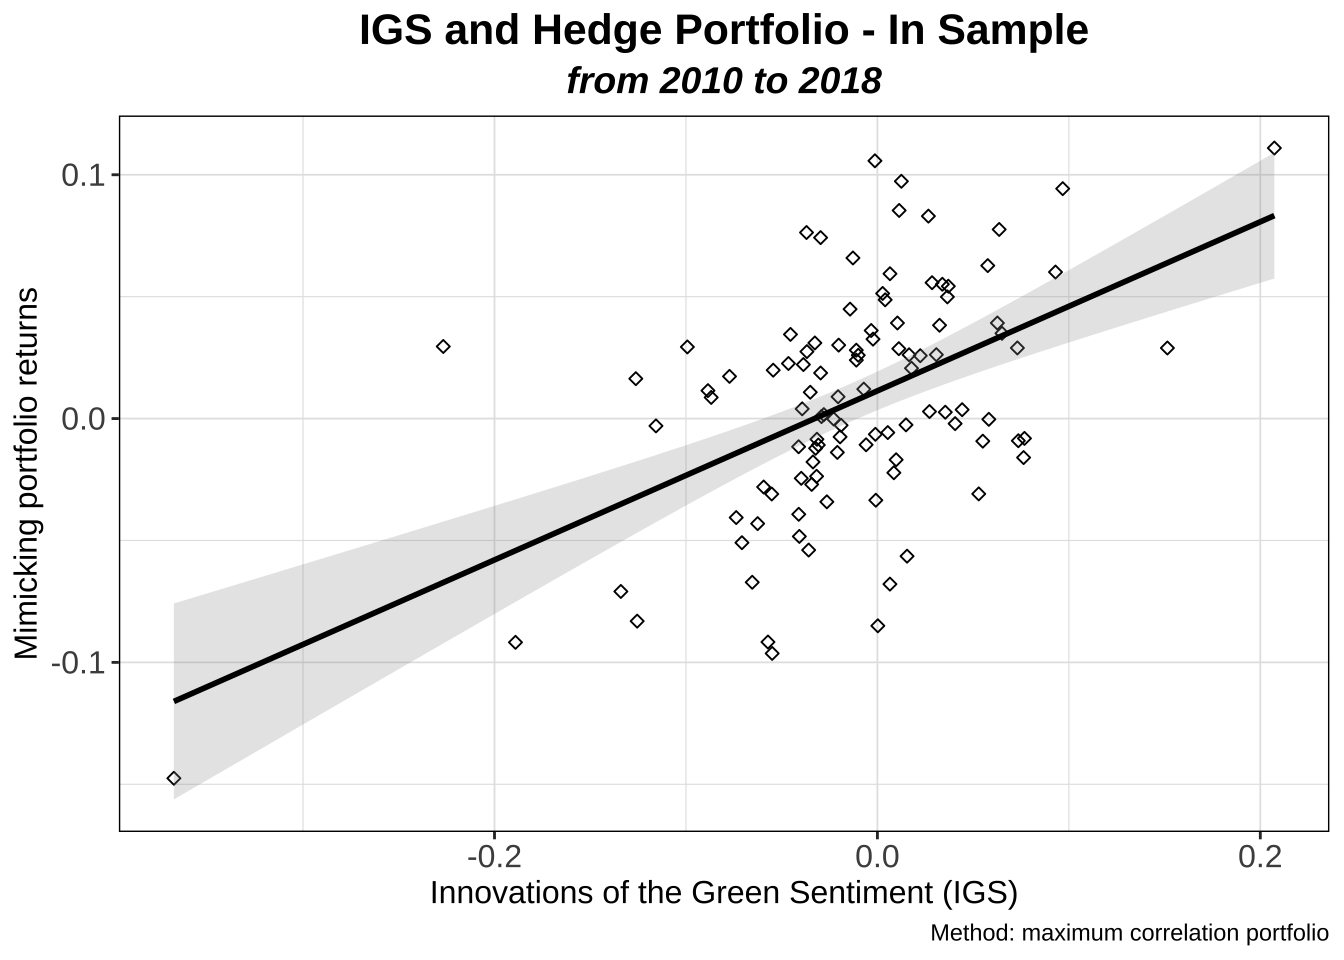 IGS and Hedge Portfolio - In Sample
from 2010 to 2018
Mimicking portfolio returns
0.1
0.0
-0.1
-0.2
0.0
0.2
Innovations of the Green Sentiment (IGS)
Method: maximum correlation portfolio